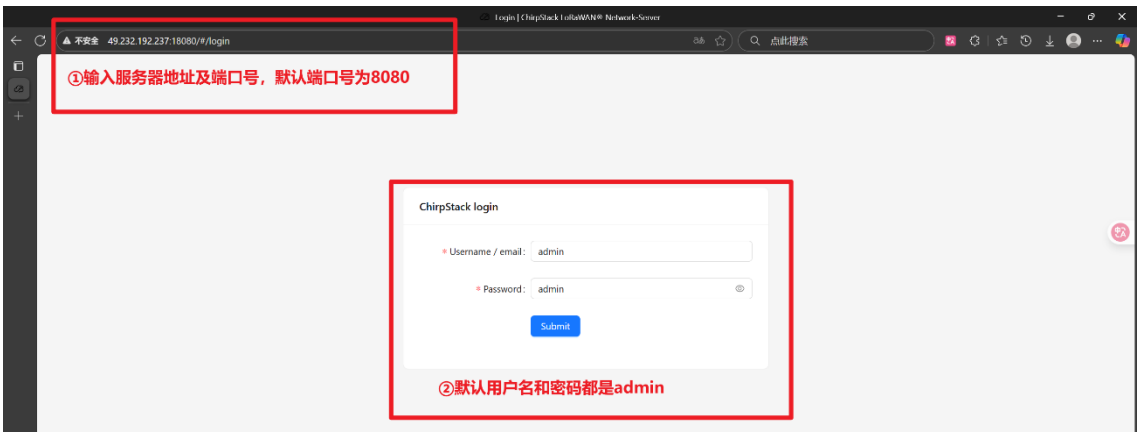 Login | ChirpStack LoRaWAN® Network-Server
不安全 49.232.192.237:18080/#/login
点此搜索
①输入服务器地址及端口号，默认端口号为8080
ChirpStack login
* Username / email: admin
* Password: admin
Submit
②默认用户名和密码都是admin